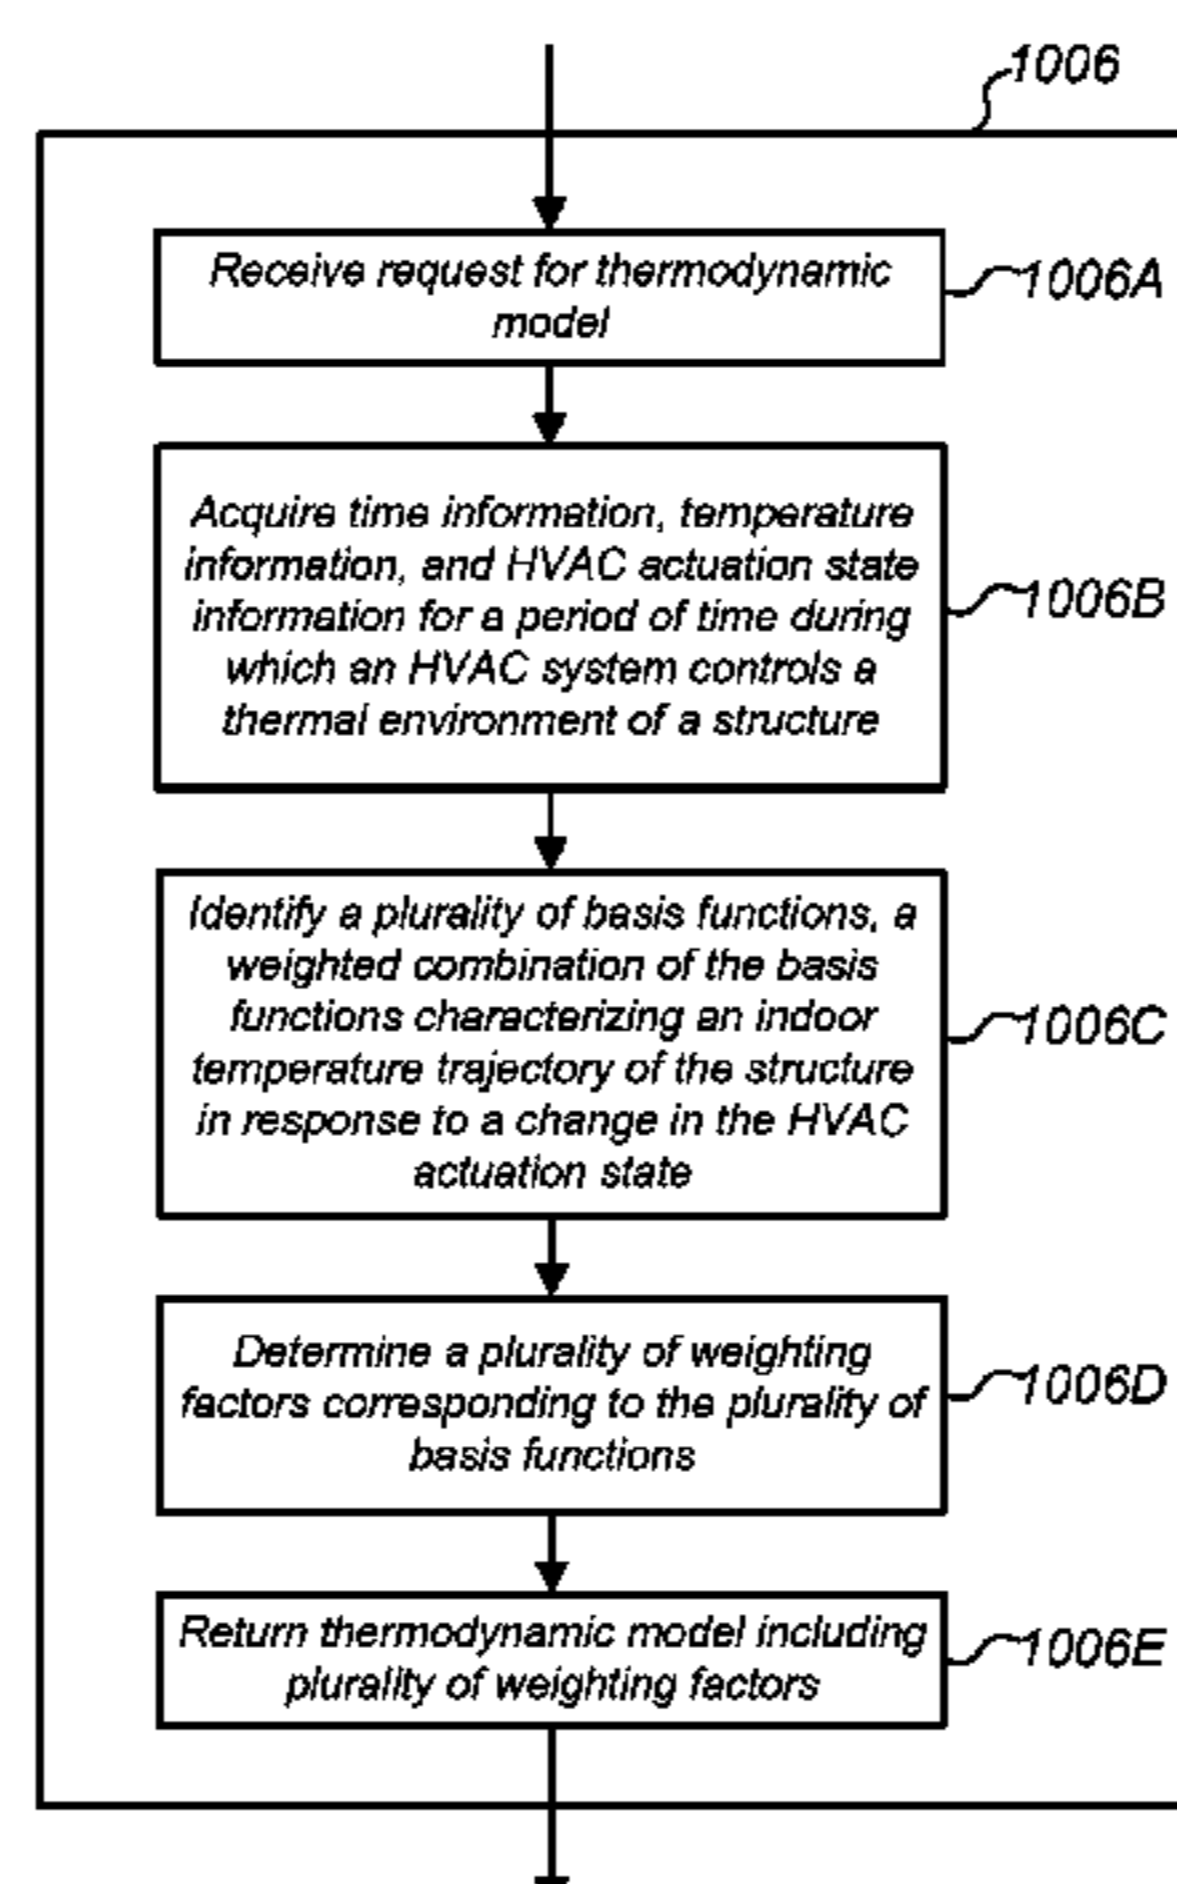 1006
Receive request for thermodynamic
model
1006A
Acquire time information, temperature
information, and HVAC actuation state
information for a period of time during
which an HVAC system controls a
thermal environment of a structure
1006B
Identify a plurality of basis functions, a
weighted combination of the basis
functions characterizing an indoor
temperature trajectory of the structure
in response to a change in the HVAC
actuation state
1006C
Determine a plurality of weighting
factors corresponding to the plurality of
basis functions
1006D
Return thermodynamic model including
plurality of weighting factors
1006E